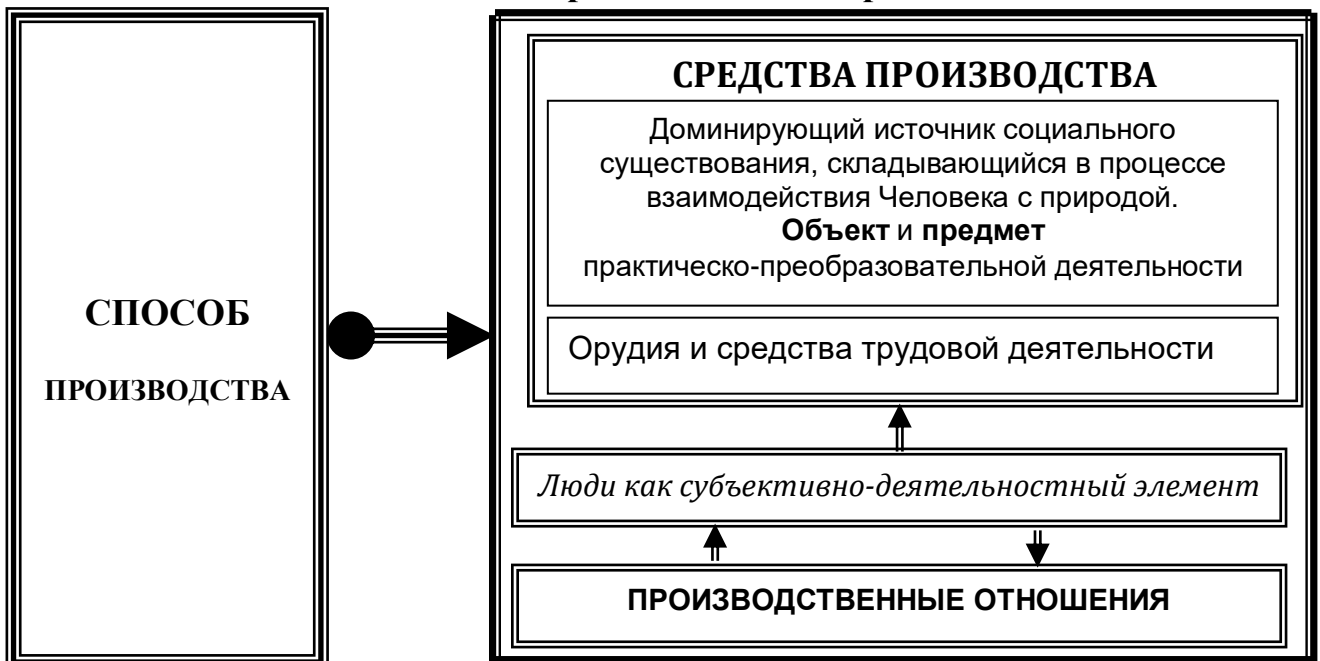 СПОСОБ
ПРОИЗВОДСТВА
СРЕДСТВА ПРОИЗВОДСТВА
Доминирующий источник социального
существования, складывающийся в процессе
взаимодействия Человека с природой.
Объект и предмет
практическо-преобразовательной деятельности
Орудия и средства трудовой деятельности
Люди как субъективно-деятельностный элемент
ПРОИЗВОДСТВЕННЫЕ ОТНОШЕНИЯ